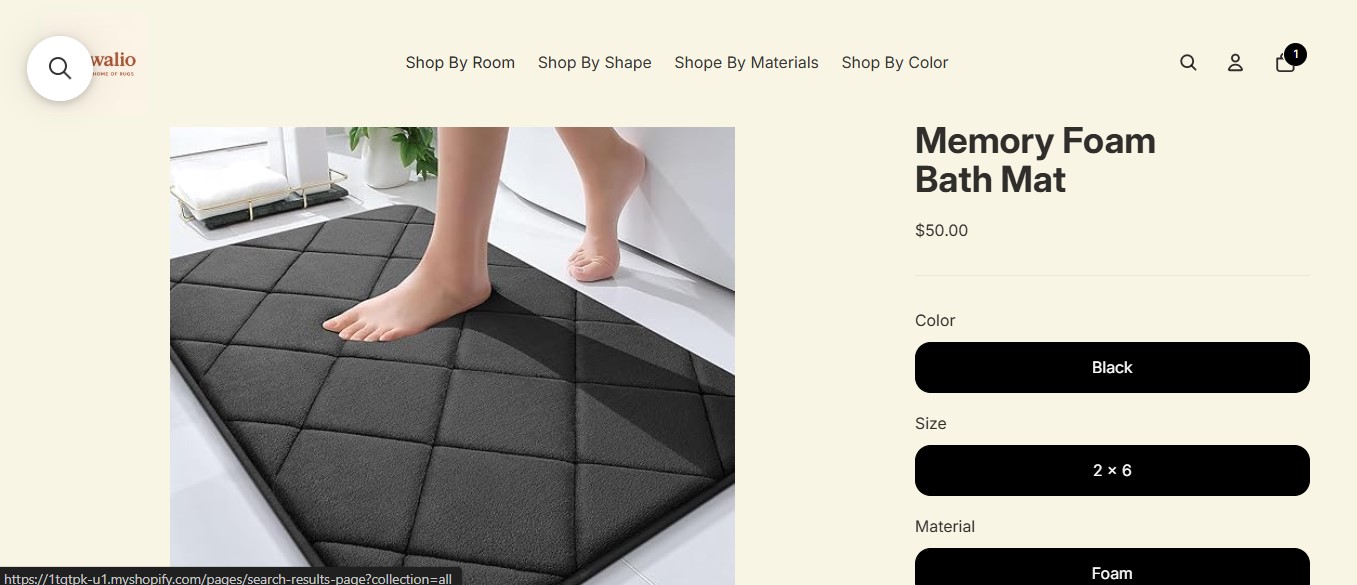 walio
HOME OF RUGS
Shop By Room
Shop By Shape
Shope By Materials
Shop By Color
1
Memory Foam
Bath Mat
$50.00
Color
Black
Size
2 × 6
Material
Foam
https://1tgtpk-u1.myshopify.com/pages/search-results-page?collection=all